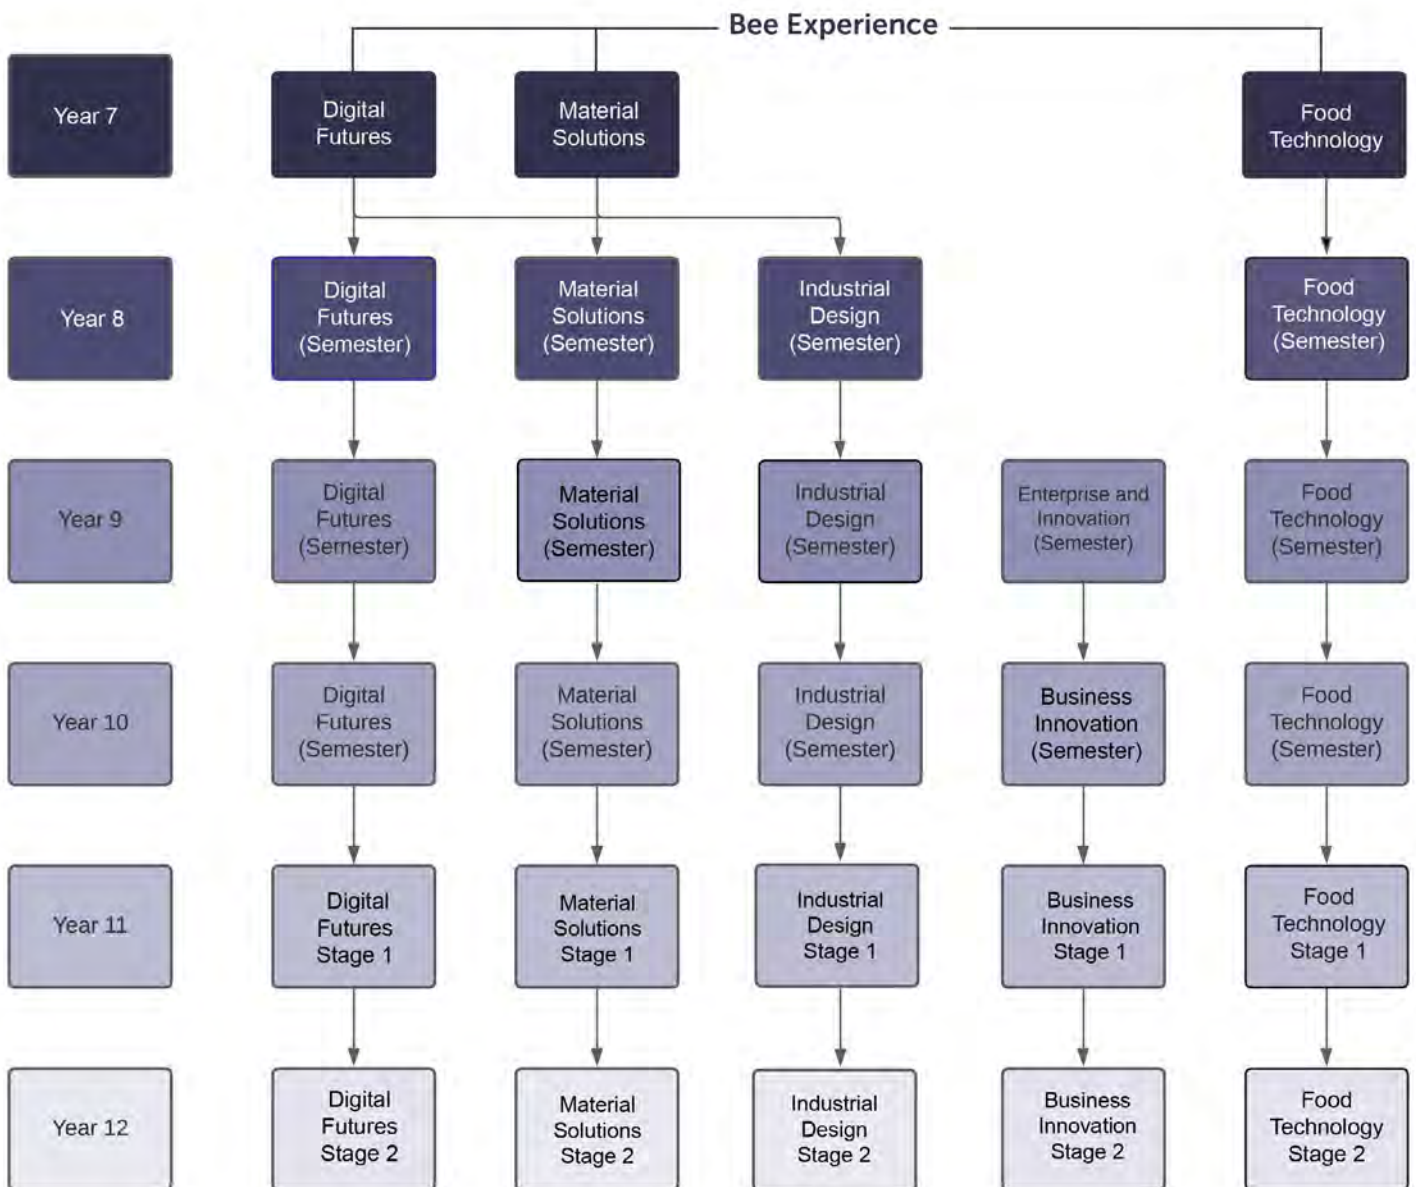 Bee Experience
Year 7
Digital
Futures
Material
Solutions
Food
Technology
Year 8
Digital
Futures
(Semester)
Material
Solutions
(Semester)
Industrial
Design
(Semester)
Food
Technology
(Semester)
Year 9
Digital
Futures
(Semester)
Material
Solutions
(Semester)
Industrial
Design
(Semester)
Enterprise and
Innovation
(Semester)
Food
Technology
(Semester)
Year 10
Digital
Futures
(Semester)
Material
Solutions
(Semester)
Industrial
Design
(Semester)
Business
Innovation
(Semester)
Food
Technology
(Semester)
Year 11
Digital
Futures
Stage 1
Material
Solutions
Stage 1
Industrial
Design
Stage 1
Business
Innovation
Stage 1
Food
Technology
Stage 1
Year 12
Digital
Futures
Stage 2
Material
Solutions
Stage 2
Industrial
Design
Stage 2
Business
Innovation
Stage 2
Food
Technology
Stage 2